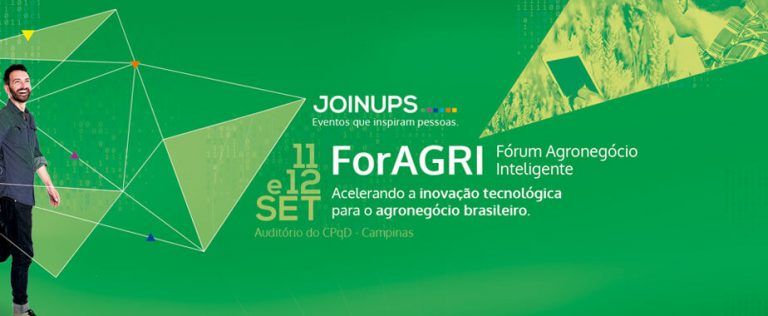 JOINUPS
Eventos que inspiram pessoas.
11
e 12
SET
ForAGRI
Fórum Agronegócio
Inteligente
Acelerando a inovação tecnológica
para o agronegócio brasileiro.
Auditório do CPqD - Campinas